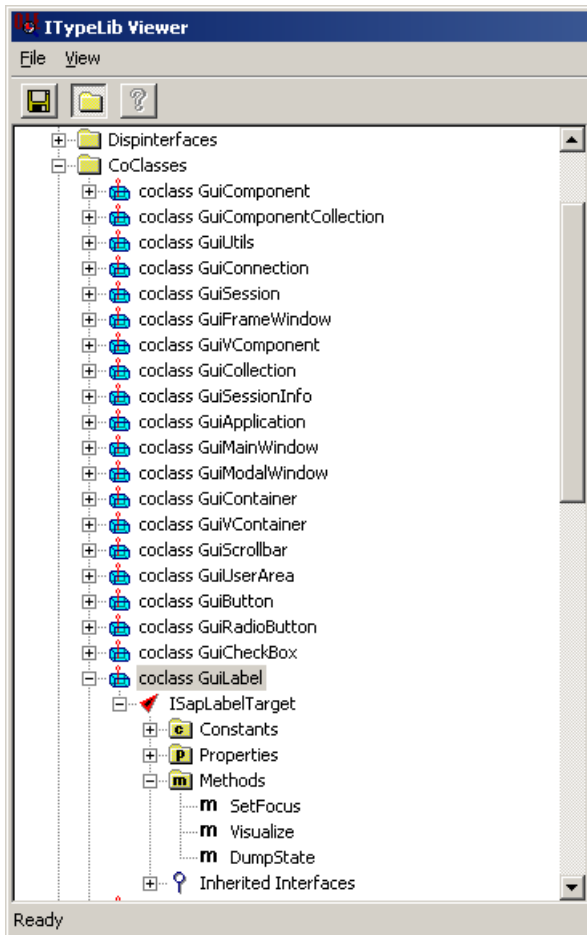 ITypeLib Viewer
File View
?
Dispinterfaces
CoClasses
coclass GuiComponent
coclass GuiComponentCollection
coclass GuiUtils
coclass GuiConnection
coclass GuiSession
coclass GuiFrameWindow
coclass GuiVComponent
coclass GuiCollection
coclass GuiSessionInfo
coclass GuiApplication
coclass GuiMainWindow
coclass GuiModalWindow
coclass GuiContainer
coclass GuiVContainer
coclass GuiScrollbar
coclass GuiUserArea
coclass GuiButton
coclass GuiRadioButton
coclass GuiCheckBox
coclass GuiLabel
ISapLabelTarget
c Constants
p Properties
m Methods
m SetFocus
m Visualize
m DumpState
Inherited Interfaces
Ready